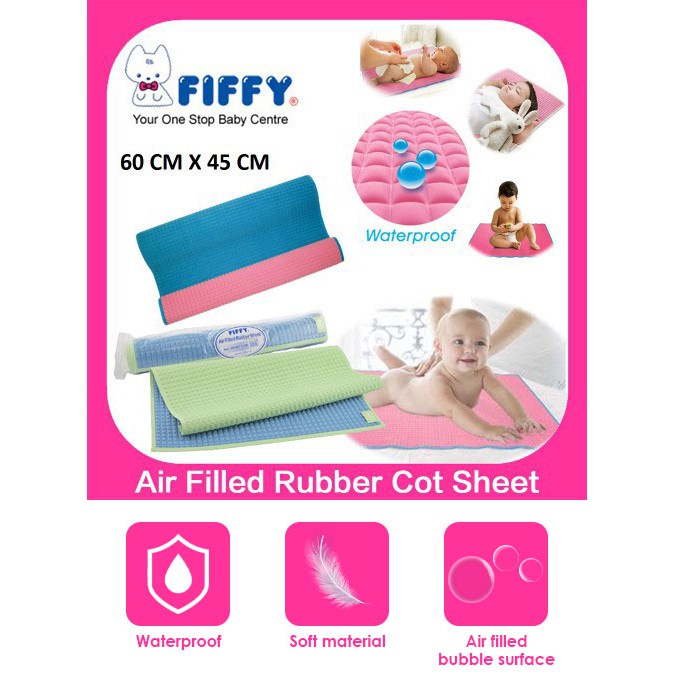 FIFFY®
Your One Stop Baby Centre
60 CM X 45 CM
Waterproof
FIFFY
Air Filled Rubber Cot Sheet
Waterproof
Soft material
Air filled
bubble surface